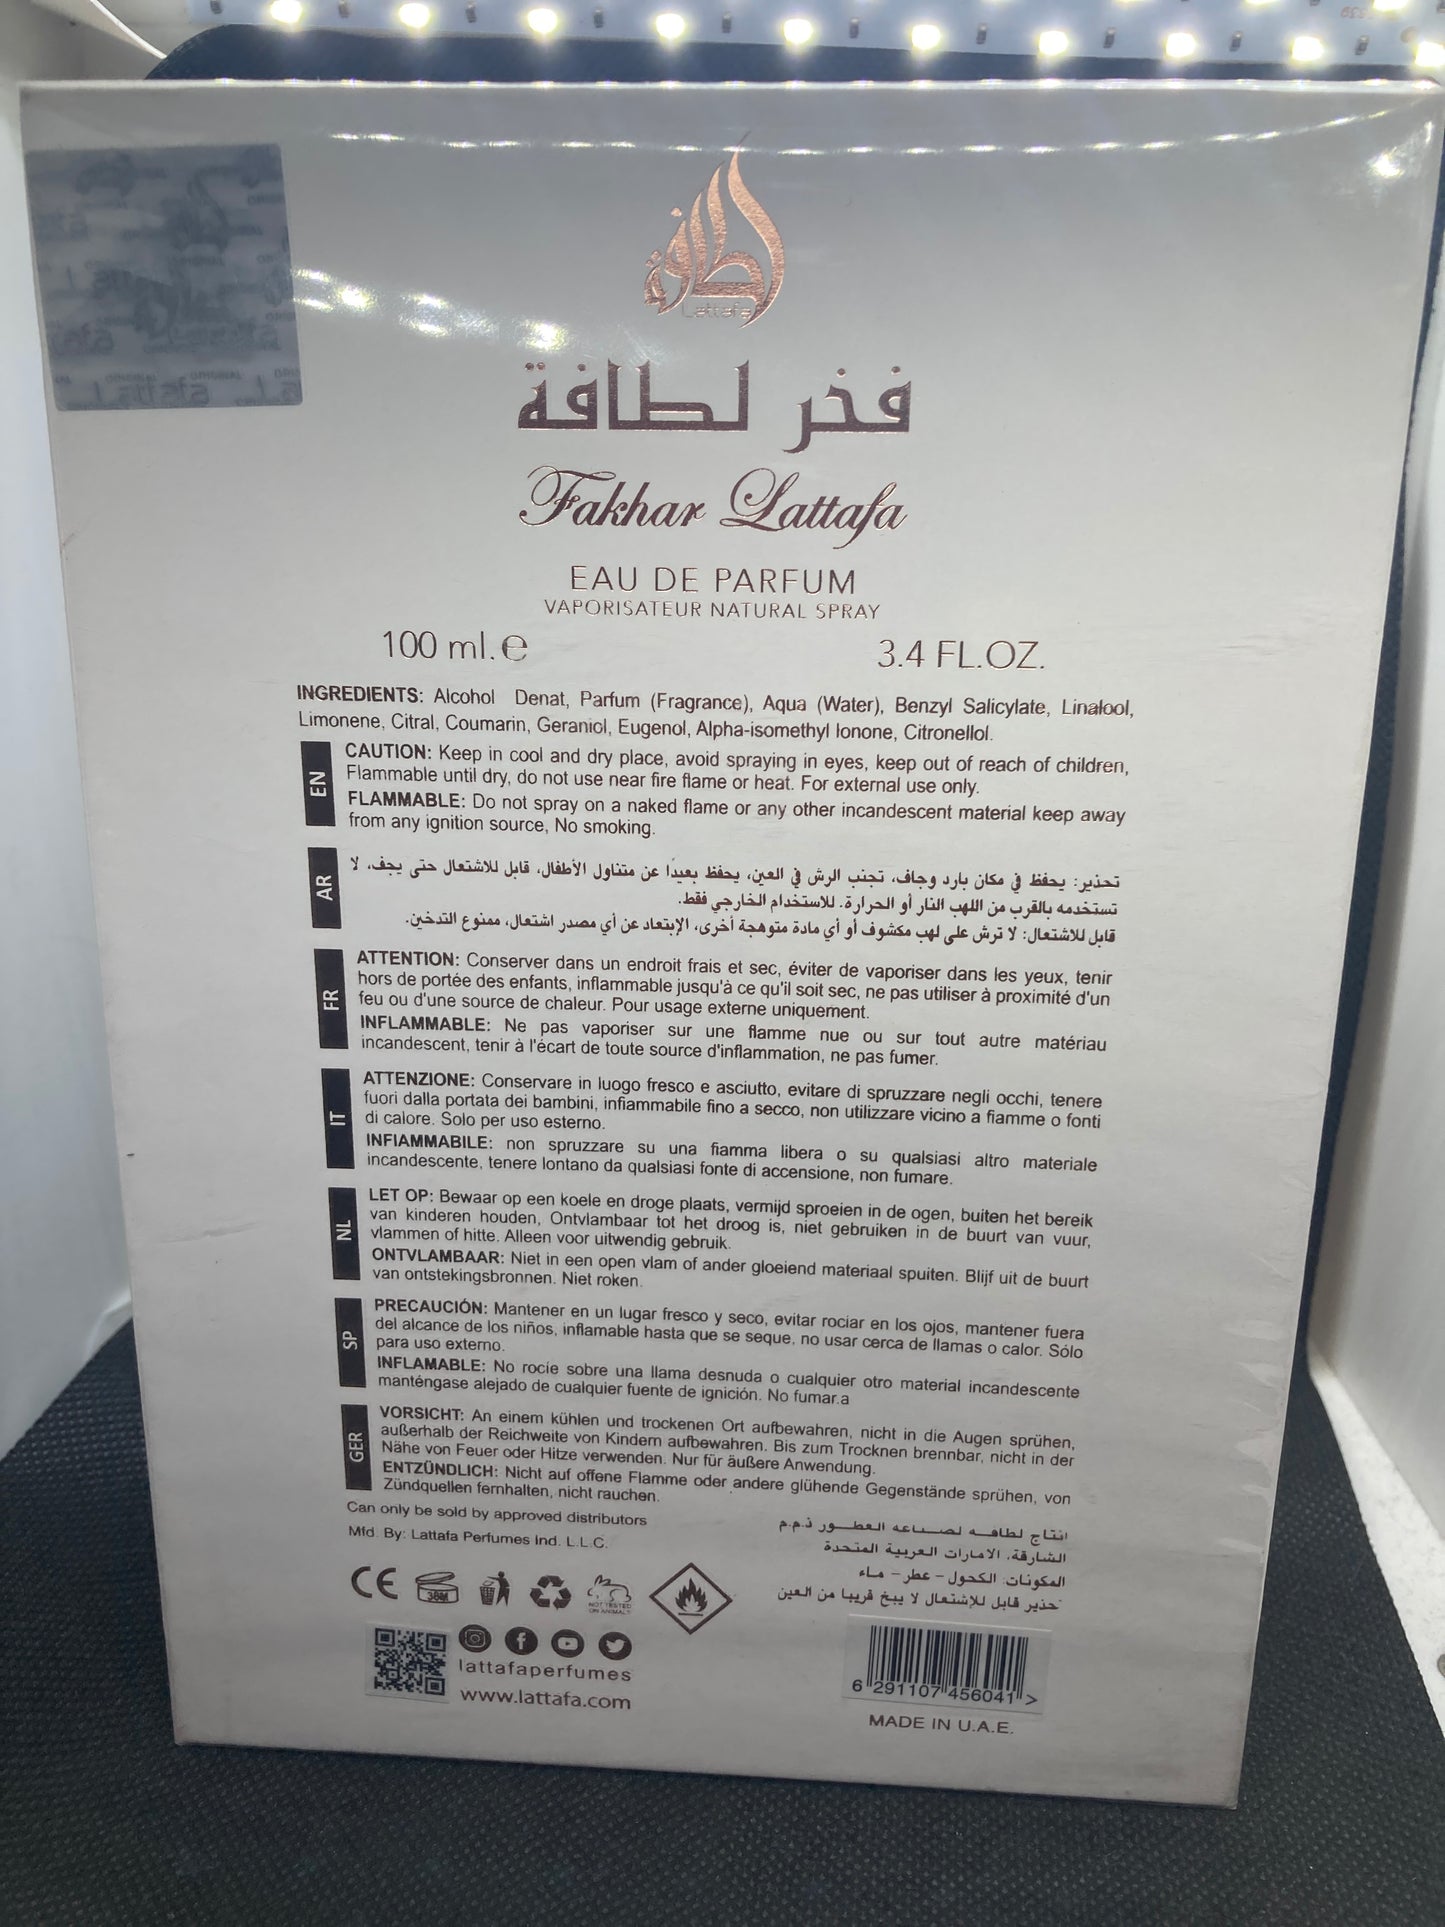 لطافة
Lattafa
فخر لطافة
Fakhar Lattafa
EAU DE PARFUM
VAPORISATEUR NATURAL SPRAY
100 ml. e 3.4 FL.OZ.
INGREDIENTS: Alcohol Denat, Parfum (Fragrance), Aqua (Water), Benzyl Salicylate, Linalool,
Limonene, Citral, Coumarin, Geraniol, Eugenol, Alpha-isomethyl Ionone, Citronellol.
EN
CAUTION: Keep in cool and dry place, avoid spraying in eyes, keep out of reach of children,
Flammable until dry, do not use near fire flame or heat. For external use only.
FLAMMABLE: Do not spray on a naked flame or any other incandescent material keep away
from any ignition source, No smoking.
AR
تحذير: يحفظ في مكان بارد وجاف، تجنب الرش في العين، يحفظ بعيدًا عن متناول الأطفال، قابل للاشتعال حتى يجف، لا
تستخدمه بالقرب من اللهب النار أو الحرارة. للاستخدام الخارجي فقط.
قابل للاشتعال: لا ترش على لهب مكشوف أو أي مادة متوهجة أخرى، الإبتعاد عن أي مصدر اشتعال، ممنوع التدخين.
FR
ATTENTION: Conserver dans un endroit frais et sec, éviter de vaporiser dans les yeux, tenir
hors de portée des enfants, inflammable jusqu'à ce qu'il soit sec, ne pas utiliser à proximité d'un
feu ou d'une source de chaleur. Pour usage externe uniquement.
INFLAMMABLE: Ne pas vaporiser sur une flamme nue ou sur tout autre matériau
incandescent, tenir à l'écart de toute source d'inflammation, ne pas fumer.
IT
ATTENZIONE: Conservare in luogo fresco e asciutto, evitare di spruzzare negli occhi, tenere
fuori dalla portata dei bambini, infiammabile fino a secco, non utilizzare vicino a fiamme o fonti
di calore. Solo per uso esterno.
INFIAMMABILE: non spruzzare su una fiamma libera o su qualsiasi altro materiale
incandescente, tenere lontano da qualsiasi fonte di accensione, non fumare.
NL
LET OP: Bewaar op een koele en droge plaats, vermijd sproeien in de ogen, buiten het bereik
van kinderen houden, Ontvlambaar tot het droog is, niet gebruiken in de buurt van vuur,
vlammen of hitte. Alleen voor uitwendig gebruik.
ONTVLAMBAAR: Niet in een open vlam of ander gloeiend materiaal spuiten. Blijf uit de buurt
van ontstekingsbronnen. Niet roken.
SP
PRECAUCIÓN: Mantener en un lugar fresco y seco, evitar rociar en los ojos, mantener fuera
del alcance de los niños, inflamable hasta que se seque, no usar cerca de llamas o calor. Sólo
para uso externo.
INFLAMABLE: No rocíe sobre una llama desnuda o cualquier otro material incandescente
manténgase alejado de cualquier fuente de ignición. No fumar.a
GER
VORSICHT: An einem kühlen und trockenen Ort aufbewahren, nicht in die Augen sprühen,
außerhalb der Reichweite von Kindern aufbewahren. Bis zum Trocknen brennbar, nicht in der
Nähe von Feuer oder Hitze verwenden. Nur für äußere Anwendung.
ENTZÜNDLICH: Nicht auf offene Flamme oder andere glühende Gegenstände sprühen, von
Zündquellen fernhalten, nicht rauchen.
Can only be sold by approved distributors
Mfd. By: Lattafa Perfumes Ind. L.L.C.
انتاج لطافه لصناعه العطور ذ.م.م
الشارقة، الامارات العربية المتحدة
المكونات: الكحول - عطر - ماء
تحذير قابل للإشتعال لا يبخ قريبا من العين
CE
36M
NOT TESTED
ON ANIMALS
lattafaperfumes
www.lattafa.com
6 291107 456041 >
MADE IN U.A.E.